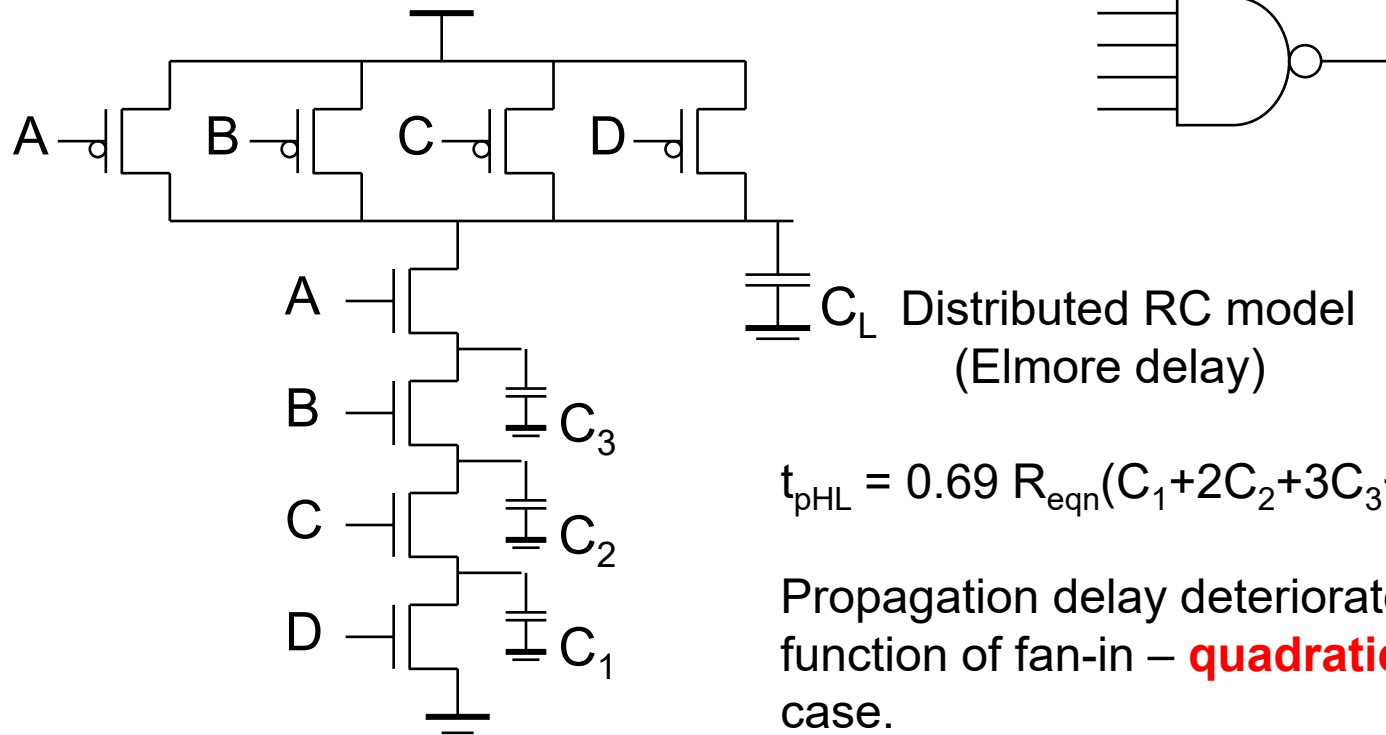 A
B
C
D
A
B
C
D
C3
C2
C1
CL
Distributed RC model
(Elmore delay)
tpHL = 0.69 Reqn(C1+2C2+3C3
Propagation delay
function of fan-in –
case.